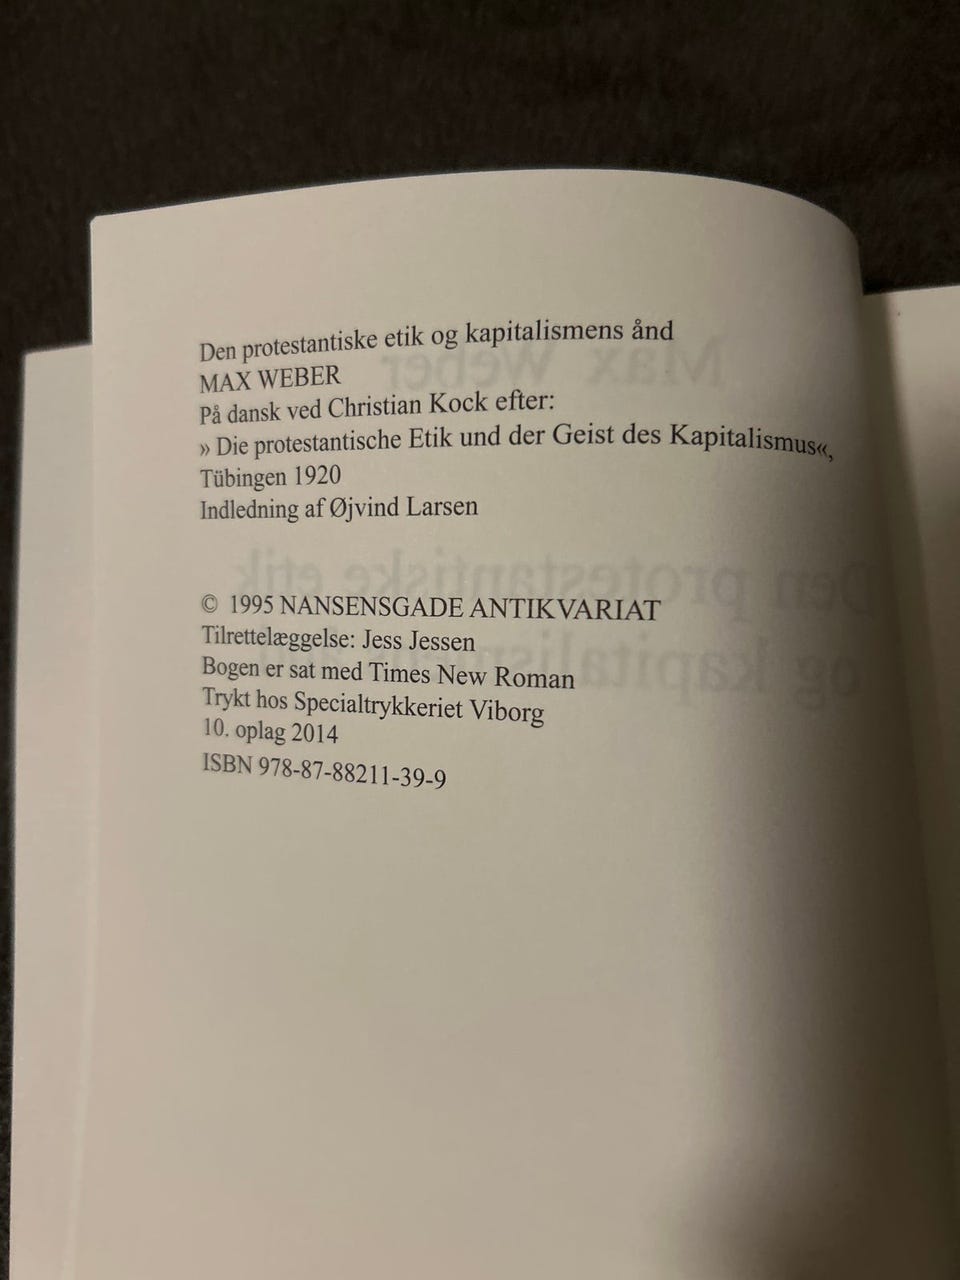 Den protestantiske etik og kapitalismens ånd
MAX WEBER
På dansk ved Christian Kock efter:
» Die protestantische Etik und der Geist des Kapitalismus«,
Tübingen 1920
Indledning af Øjvind Larsen
© 1995 NANSENSGADE ANTIKVARIAT
Tilrettelæggelse: Jess Jessen
Bogen er sat med Times New Roman
Trykt hos Specialtrykkeriet Viborg
10. oplag 2014
ISBN 978-87-88211-39-9